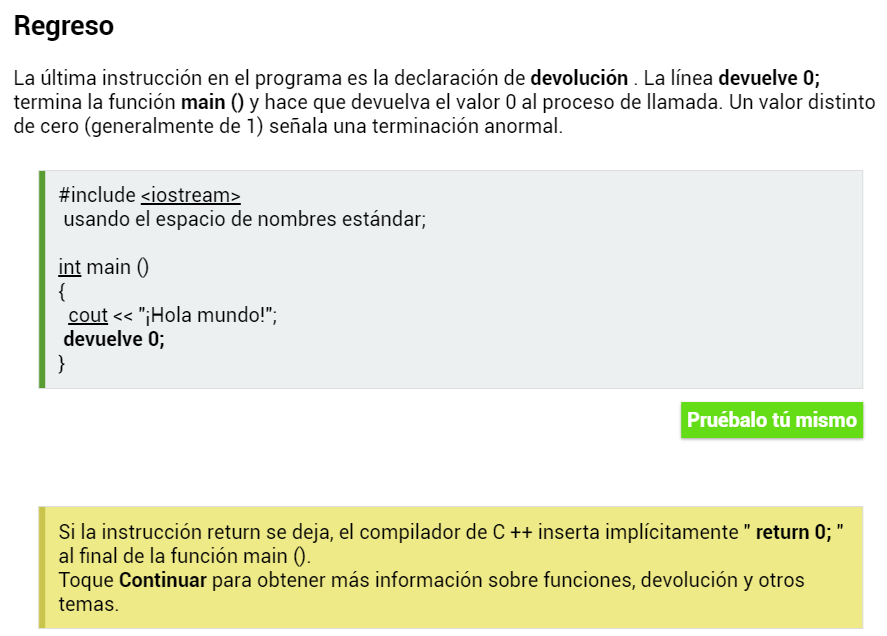 Regreso
La última instrucción en el programa es la declaración de devolución . La línea devuelve 0;
termina la función main () y hace que devuelva el valor 0 al proceso de llamada. Un valor distinto
de cero (generalmente de 1) señala una terminación anormal.
#include <iostream>
usando el espacio de nombres estándar;
int main ()
{
cout << "¡Hola mundo!";
devuelve 0;
}
Pruébalo tú mismo
Si la instrucción return se deja, el compilador de C ++ inserta implícitamente " return 0; "
al final de la función main ().
Toque Continuar para obtener más información sobre funciones, devolución y otros
temas.